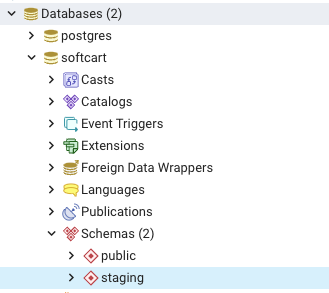 Databases (2)
postgres
softcart
Casts
Catalogs
Event Triggers
Extensions
Foreign Data Wrappers
Languages
Publications
Schemas (2)
public
staging